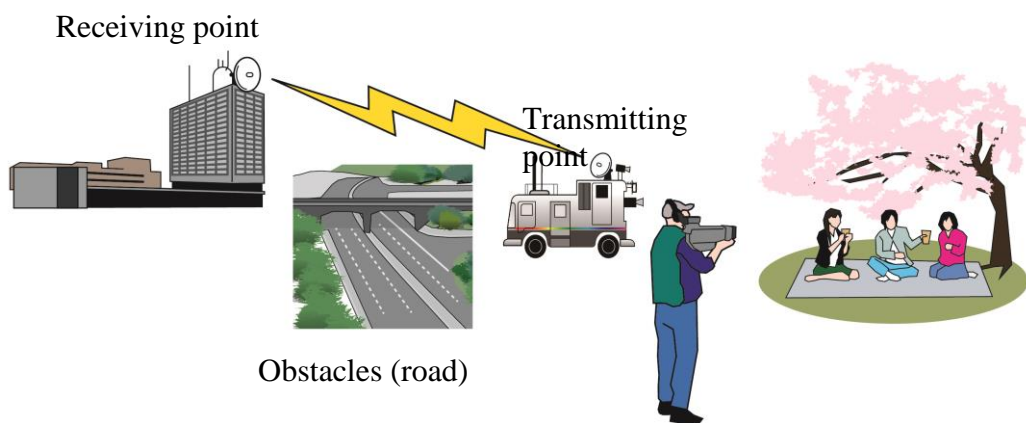 Receiving point
Transmitting
point
Obstacles (road)